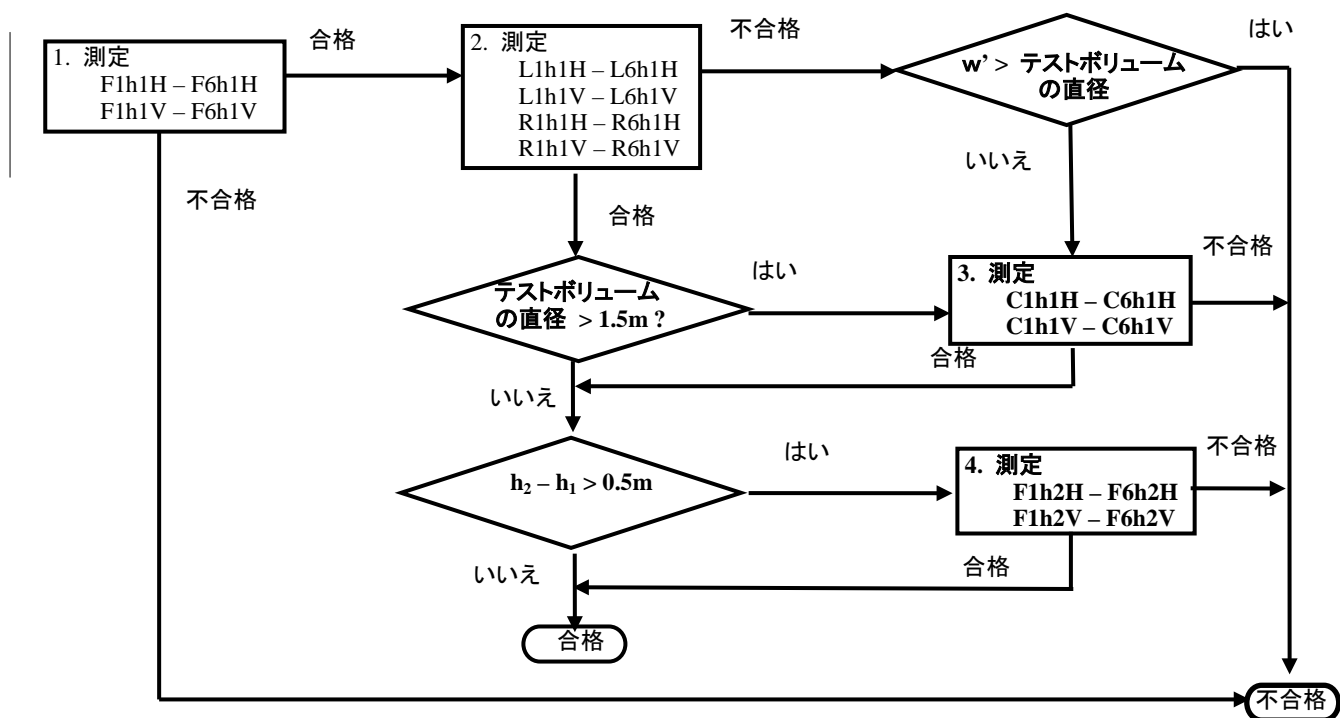 1. 測定
F1h1H – F6h1H
F1h1V – F6h1V
合格
2. 測定
L1h1H – L6h1H
L1h1V – L6h1V
R1h1H – R6h1H
R1h1V – R6h1V
不合格
w' > テストボリューム
の直径
はい
いいえ
不合格
合格
テストボリューム
の直径 > 1.5m ?
はい
3. 測定
C1h1H – C6h1H
C1h1V – C6h1V
不合格
合格
いいえ
h₂ – h₁ > 0.5m
はい
4. 測定
F1h2H – F6h2H
F1h2V – F6h2V
不合格
合格
いいえ
合格
不合格